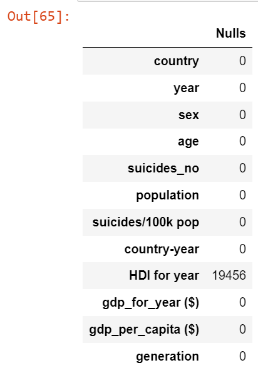 Out[65]:
Nulls
country 0
year 0
sex 0
age 0
suicides_no 0
population 0
suicides/100k pop 0
country-year 0
HDI for year 19456
gdp_for_year ($) 0
gdp_per_capita ($) 0
generation 0